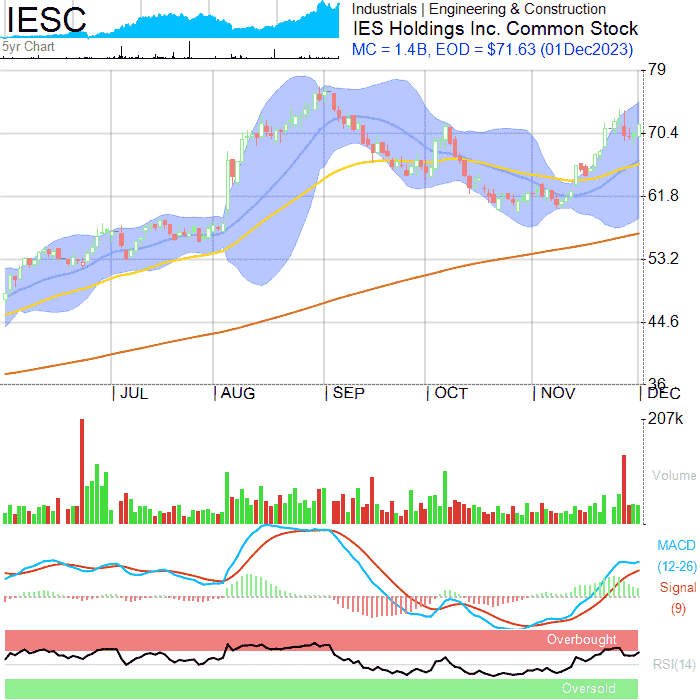 IESC
5yr Chart
Industrials | Engineering & Construction
IES Holdings Inc. Common Stock
MC = 1.4B, EOD = $71.63 (01Dec2023)
79
70.4
61.8
53.2
44.6
36
JUL
AUG
SEP
OCT
NOV
DEC
207k
Volume
MACD
(12-26)
Signal
(9)
Overbought
RSI(14)
Oversold